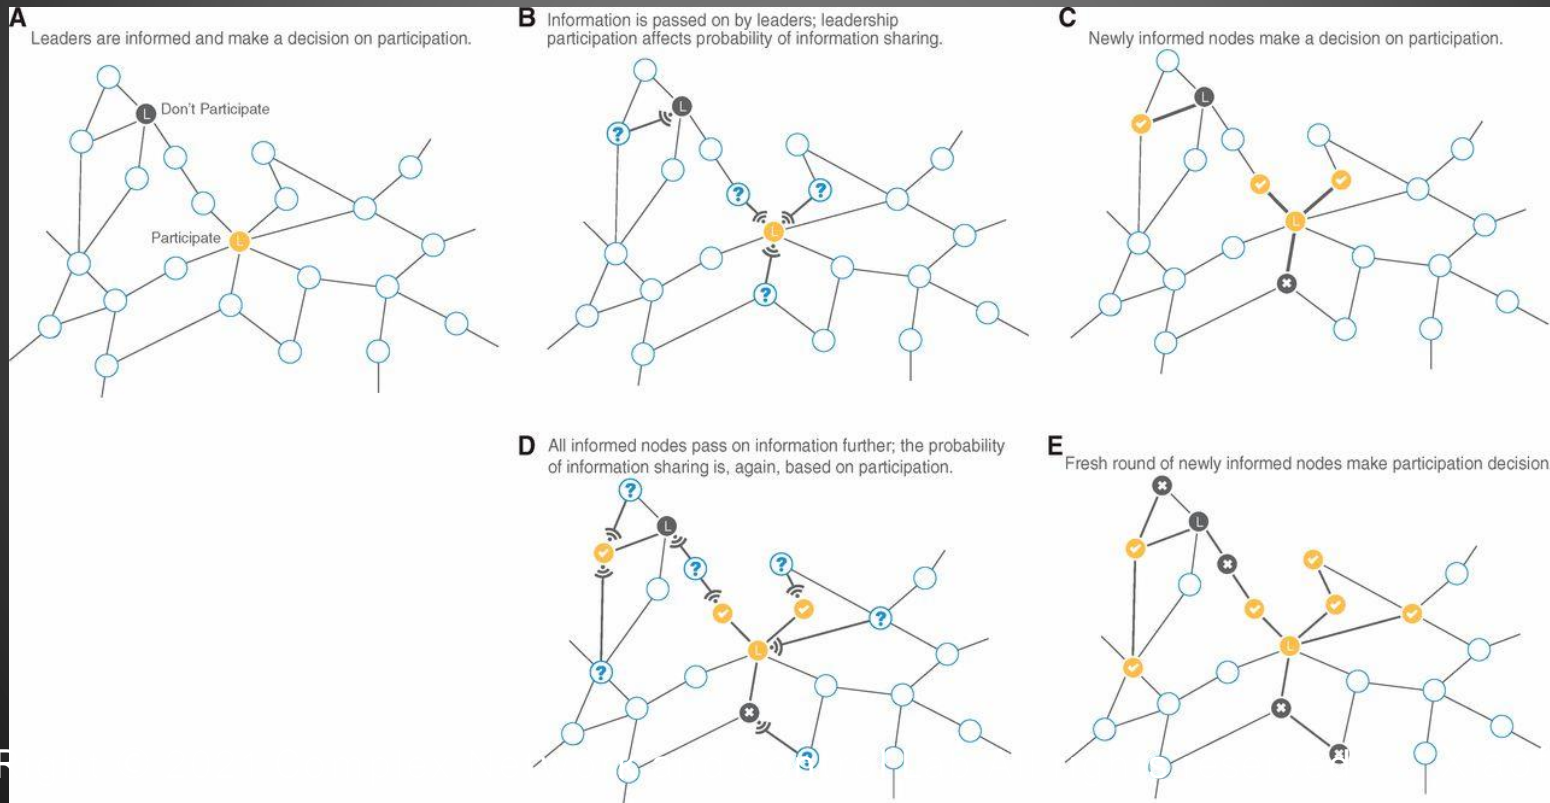 A
Leaders are informed and make a decision on participation.
L
Don't Participate
Participate
L
B
Information is passed on by leaders; leadership
participation affects probability of information sharing.
L
?
?
?
L
?
C
Newly informed nodes make a decision on participation.
L
L
D
All informed nodes pass on information further; the probability
of information sharing is, again, based on participation.
?
L
?
?
?
L
?
?
E
Fresh round of newly informed nodes make participation decision
L
L